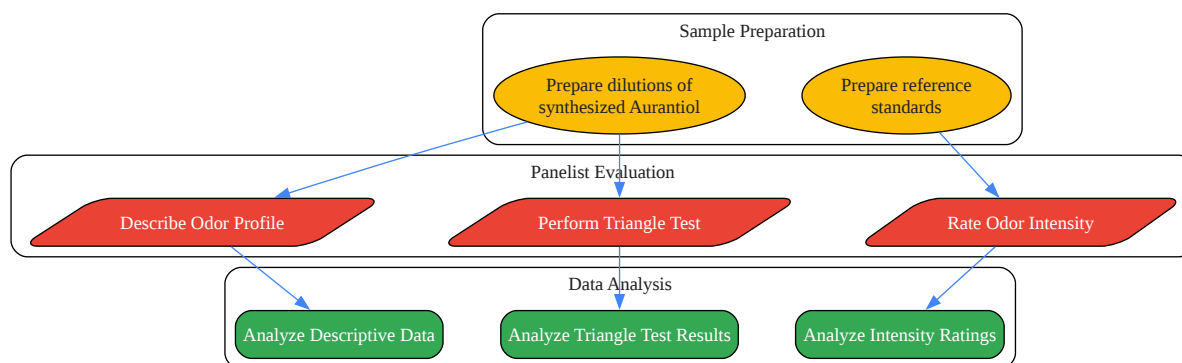 Sample Preparation
Prepare dilutions of
synthesized Aurantiol
Prepare reference
standards
Panelist Evaluation
Describe Odor Profile
Perform Triangle Test
Rate Odor Intensity
Data Analysis
Analyze Descriptive Data
Analyze Triangle Test Results
Analyze Intensity Ratings